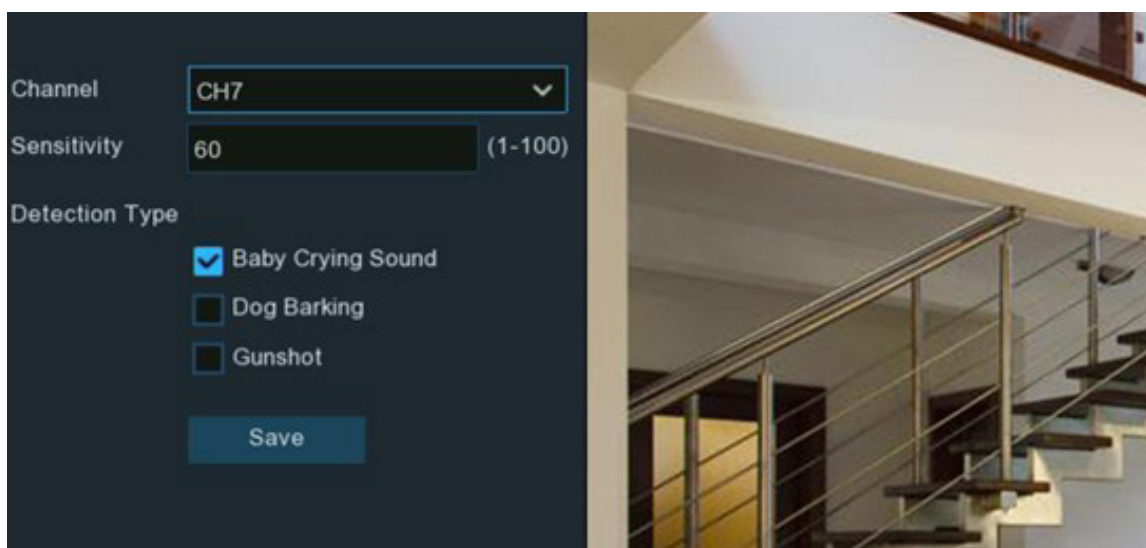 Channel CH7
Sensitivity 60 (1-100)
Detection Type
Baby Crying Sound
Dog Barking
Gunshot
Save